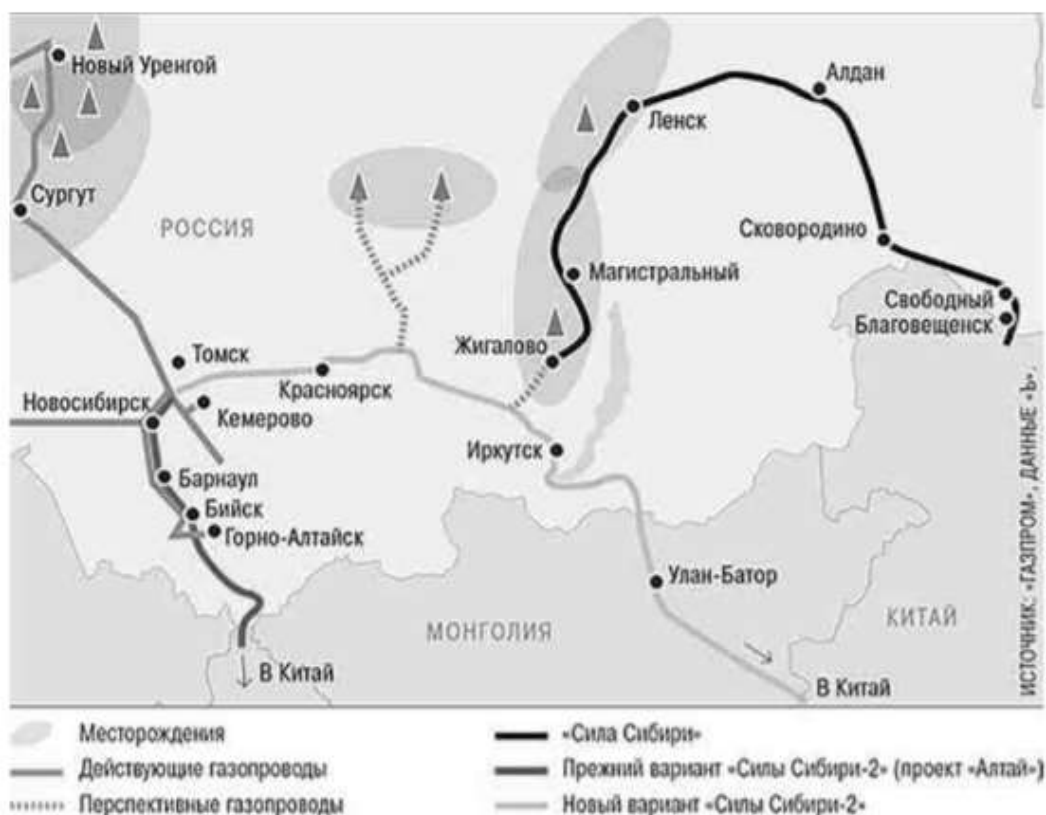 Новый Уренгой
Алдан
Ленск
Сургут
РОССИЯ
Сковородино
Магистральный
Свободный
Благовещенск
Жигалово
Томск
Красноярск
Новосибирск
Кемерово
Иркутск
Барнаул
Бийск
Горно-Алтайск
Улан-Батор
МОНГОЛИЯ
КИТАЙ
В Китай
В Китай
ИСТОЧНИК: «ГАЗПРОМ», ДАННЫЕ «Ъ».
Месторождения
Действующие газопроводы
Перспективные газопроводы
«Сила Сибири»
Прежний вариант «Силы Сибири-2» (проект «Алтай»)
Новый вариант «Силы Сибири-2»